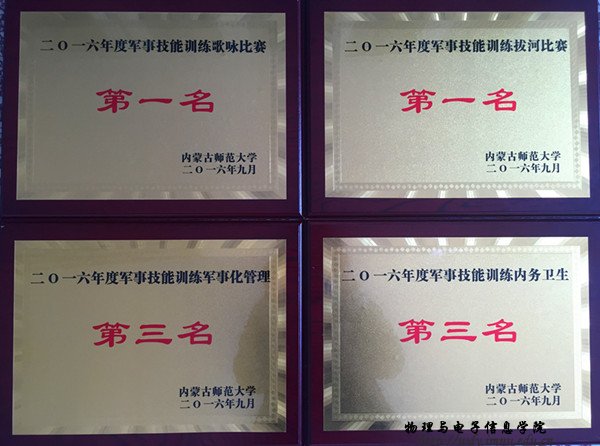 二〇一六年度军事技能训练歌咏比赛
第一名
内蒙古师范大学
二〇一六年九月
二〇一六年度军事技能训练拔河比赛
第一名
内蒙古师范大学
二〇一六年九月
二〇一六年度军事技能训练军事化管理
第三名
内蒙古师范大学
二〇一六年九月
二〇一六年度军事技能训练内务卫生
第三名
内蒙古师范大学
二〇一六年九月
物理与电子信息学院